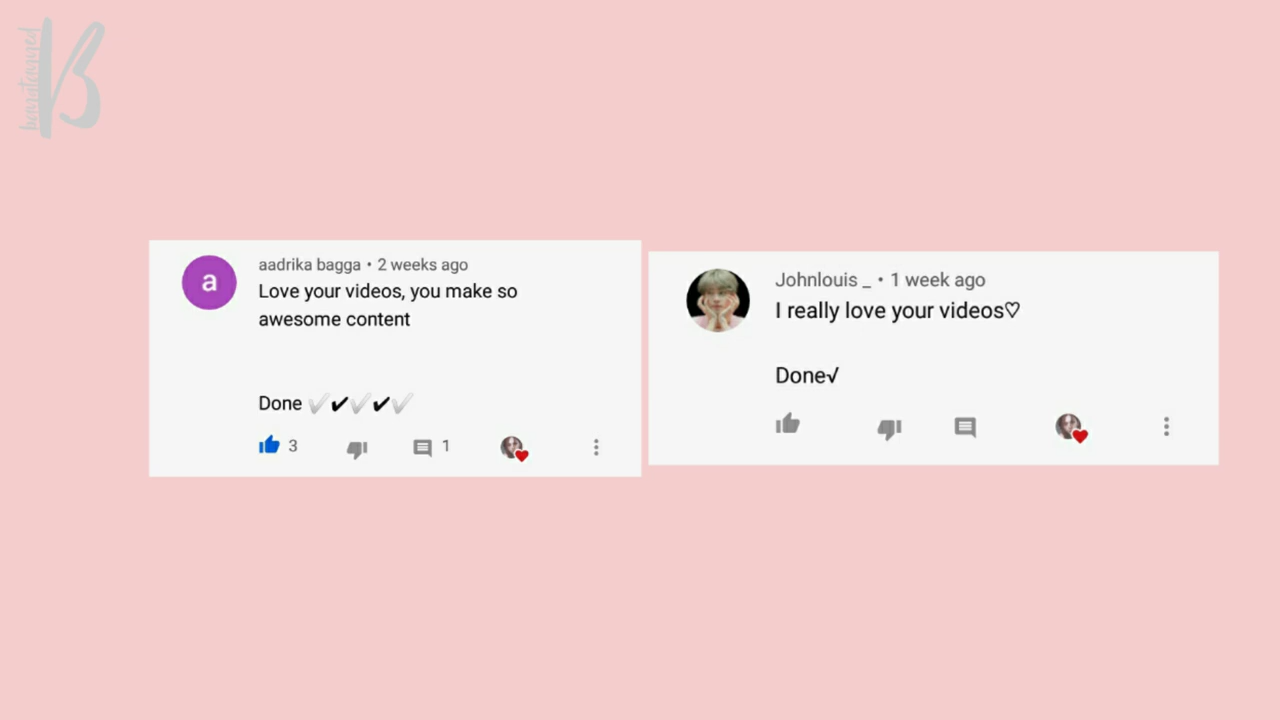 B
aadrika bagga • 2 weeks ago
Love your videos, you make so
awesome content
Done ✔✔✔✔✔
3
1
a
Johnlouis _ • 1 week ago
I really love your videos♡
Done√